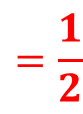 = 1/2